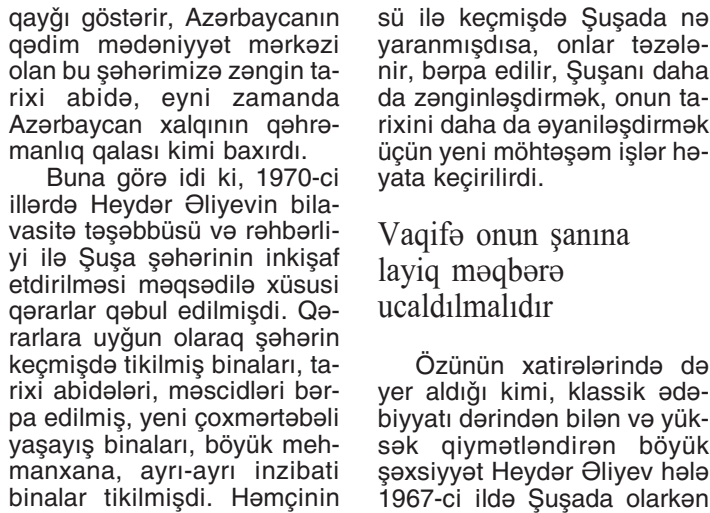 qayğı göstərir, Azərbaycanın
qədim mədəniyyət mərkəzi
olan bu şəhərimizə zəngin ta-
rixi abidə, eyni zamanda
Azərbaycan xalqının qəhrə-
manlıq qalası kimi baxırdı.
Buna görə idi ki, 1970-ci
illərdə Heydər Əliyevin bila-
vasitə təşəbbüsü və rəhbərli-
yi ilə Şuşa şəhərinin inkişaf
etdirilməsi məqsədilə xüsusi
qərarlar qəbul edilmişdi. Qə-
rarlara uyğun olaraq şəhərin
keçmişdə tikilmiş binaları, ta-
rixi abidələri, məscidləri bər-
pa edilmiş, yeni çoxmərtəbəli
yaşayış binaları, böyük meh-
manxana, ayrı-ayrı inzibati
binalar tikilmişdi. Həmçinin
sü ilə keçmişdə Şuşada nə
yaranmışdısa, onlar təzələ-
nir, bərpa edilir, Şuşanı daha
da zənginləşdirmək, onun ta-
rixini daha da əyaniləşdirmək
üçün yeni möhtəşəm işlər hə-
yata keçirilirdi.
Vaqifə onun şanına
layiq məqbərə
ucaldılmalıdır
Özünün xatirələrində də
yer aldığı kimi, klassik ədə-
biyyatı dərindən bilən və yük-
sək qiymətləndirən böyük
şəxsiyyət Heydər Əliyev hələ
1967-ci ildə Şuşada olarkən